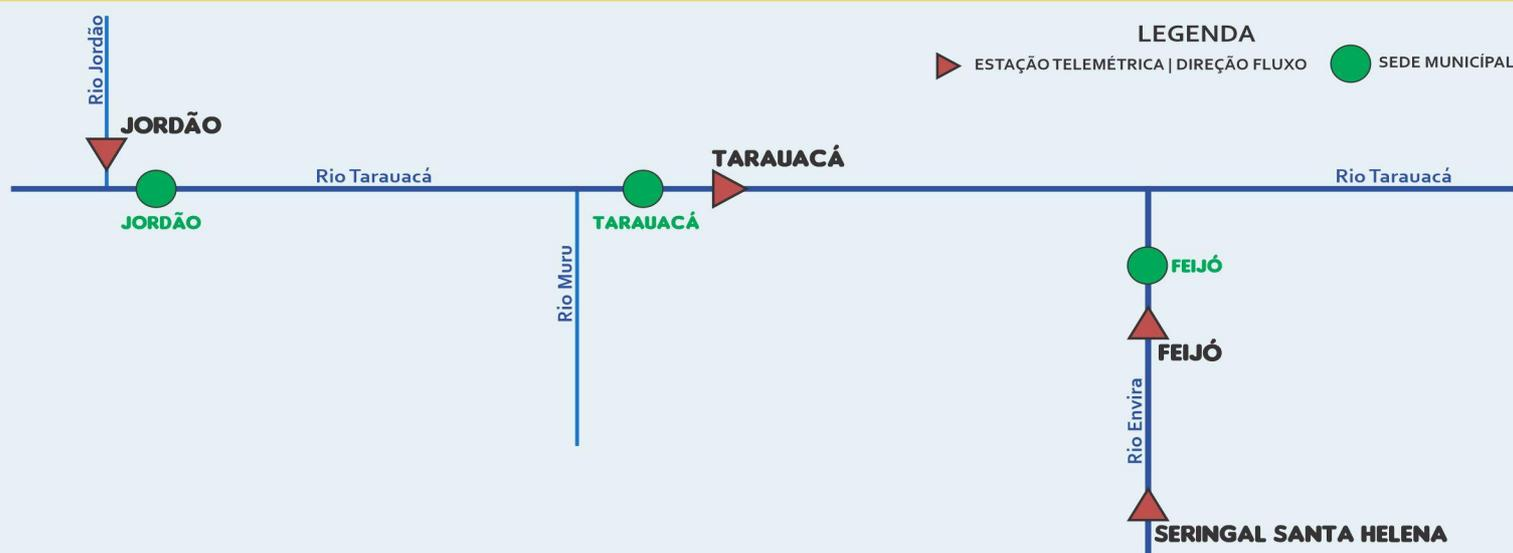 LEGENDA
ESTAÇÃO TELEMÉTRICA | DIREÇÃO FLUXO
SEDE MUNICÍPAL
Rio Jordão
JORDÃO
JORDÃO
Rio Tarauacá
TARAUACÁ
TARAUACÁ
Rio Muru
Rio Tarauacá
FEIJÓ
FEIJÓ
Rio Envira
SERINGAL SANTA HELENA